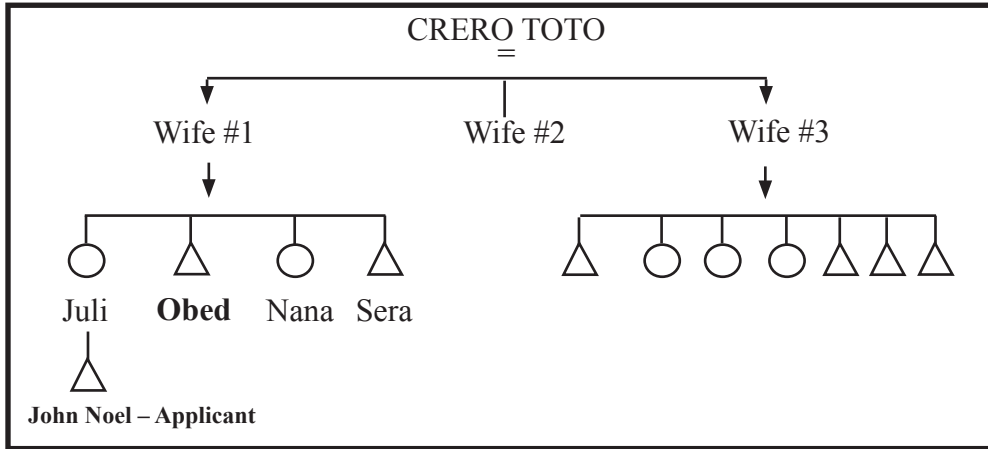 CRERO TOTO
=
Wife #1 Wife #2 Wife #3
Juli Obed Nana Sera
John Noel – Applicant